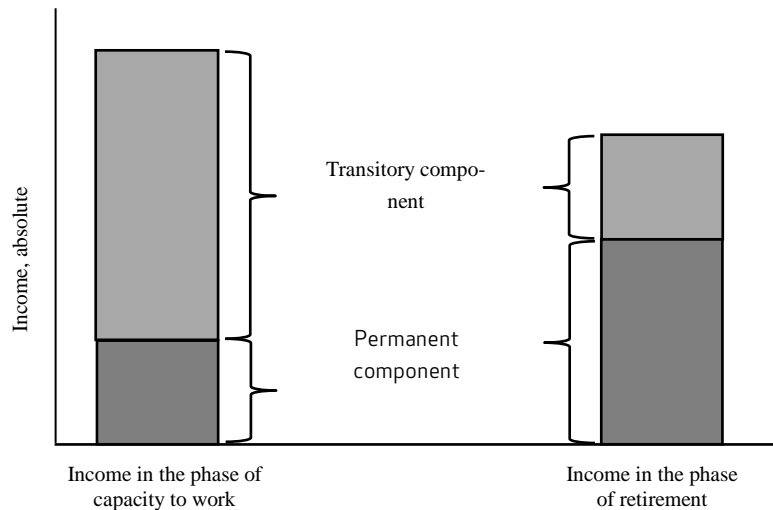 Income, absolute
Transitory compo-
nent
Permanent
component
Income in the phase of
capacity to work
Income in the phase
of retirement